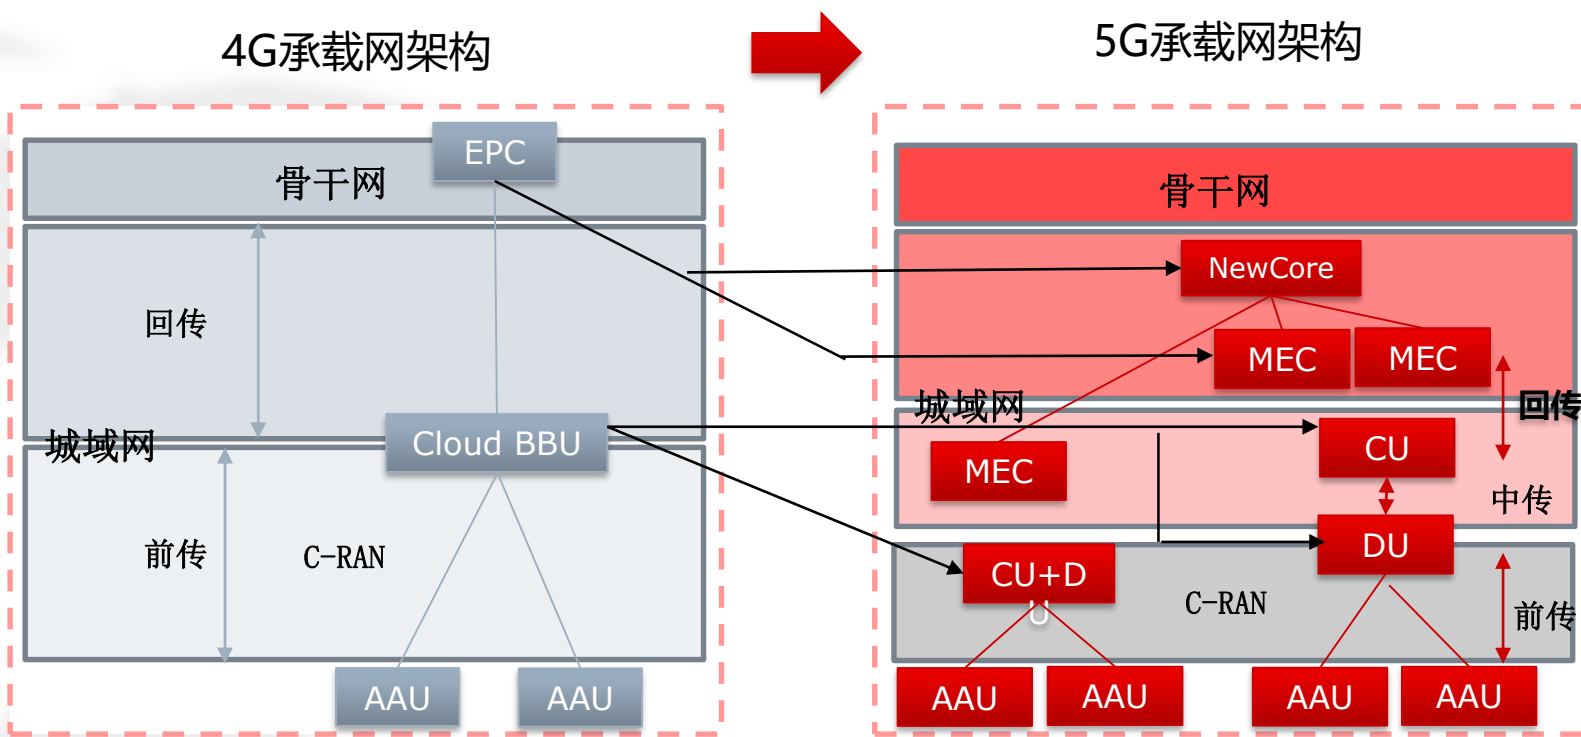 4G承载网架构
5G承载网架构
EPC
骨干网
回传
城域网
Cloud BBU
前传
C-RAN
AAU
AAU
骨干网
NewCore
MEC
MEC
城域网
回传
MEC
CU
中传
DU
CU+D
U
C-RAN
前传
AAU
AAU
AAU
AAU